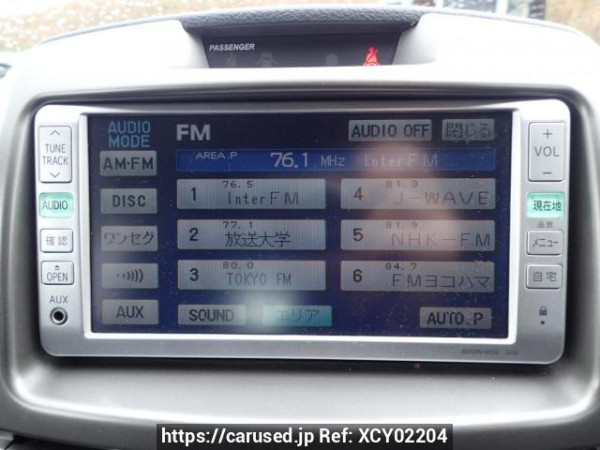 PASSENGER
TUNE
TRACK
AUDIO
確認
OPEN
AUX
AUDIO
MODE
FM
AUDIO OFF
閉じる
AM・FM
AREA.P 76.1 MHz InterFM
DISC
1 76.5 InterFM
4 81.3 J-WAVE
ワンセグ
2 77.1 放送大学
5 81.9 NHK-FM
3 80.0 TOKYO FM
6 84.7 FMヨコハマ
AUX
SOUND
エリア
AUTO.P
+
VOL
-
現在地
画質
メニュー
自宅
https://carused.jp Ref: XCY02204